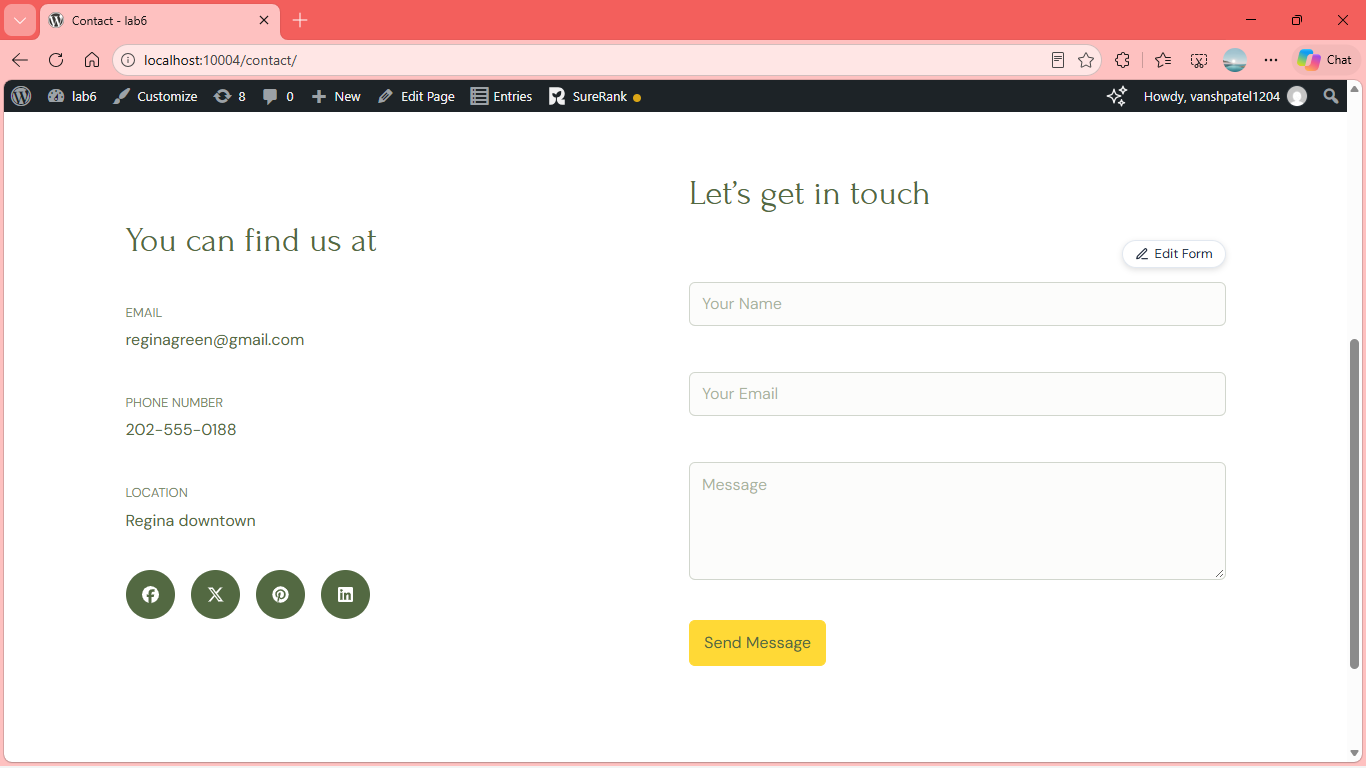 Contact - lab6
localhost:10004/contact/
Chat
lab6 Customize 8 0 New Edit Page Entries SureRank Howdy, vanshpatel1204
You can find us at
EMAIL
reginagreen@gmail.com
PHONE NUMBER
202-555-0188
LOCATION
Regina downtown
Let’s get in touch
Edit Form
Your Name
Your Email
Message
Send Message